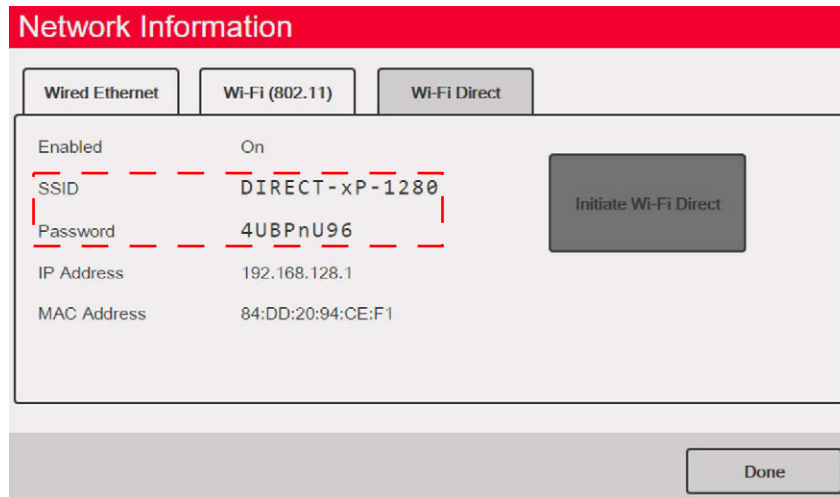 Network Information
Wired Ethernet Wi-Fi (802.11) Wi-Fi Direct
Enabled On
SSID DIRECT-xP-1280
Password 4UBPnU96
Initiate Wi-Fi Direct
IP Address 192.168.128.1
MAC Address 84:DD:20:94:CE:F1
Done